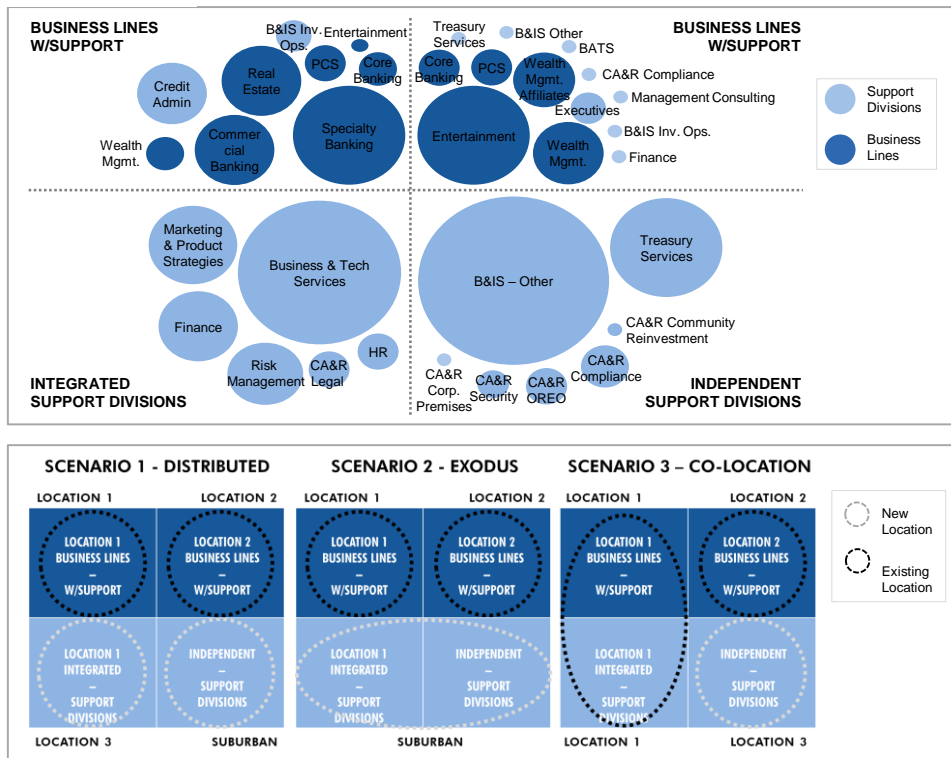 BUSINESS LINES
W/SUPPORT
B&IS Inv.
Ops.
Entertainment
PCS
Core
Banking
Real
Estate
Credit
Admin
Specialty
Banking
Commer
cial
Banking
Wealth
Mgmt.
BUSINESS LINES
W/SUPPORT
Treasury
Services
B&IS Other
BATS
Core
Banking
PCS
Wealth
Mgmt.
Affiliates
CA&R Compliance
Executives
Management Consulting
Entertainment
B&IS Inv. Ops.
Wealth
Mgmt.
Finance
Support
Divisions
Business
Lines
Marketing
& Product
Strategies
Business & Tech
Services
Finance
Risk
Management
CA&R
Legal
HR
INTEGRATED
SUPPORT DIVISIONS
B&IS – Other
Treasury
Services
CA&R Community
Reinvestment
CA&R
Compliance
CA&R
Corp.
Premises
CA&R
Security
CA&R
OREO
INDEPENDENT
SUPPORT DIVISIONS
SCENARIO 1 - DISTRIBUTED
LOCATION 1
LOCATION 2
LOCATION 1
BUSINESS LINES
–
W/SUPPORT
LOCATION 2
BUSINESS LINES
–
W/SUPPORT
LOCATION 1
INTEGRATED
–
SUPPORT
DIVISIONS
INDEPENDENT
–
SUPPORT
DIVISIONS
LOCATION 3
SUBURBAN
SCENARIO 2 - EXODUS
LOCATION 1
LOCATION 2
LOCATION 1
BUSINESS LINES
–
W/SUPPORT
LOCATION 2
BUSINESS LINES
–
W/SUPPORT
LOCATION 1
INTEGRATED
–
SUPPORT
DIVISIONS
INDEPENDENT
–
SUPPORT
DIVISIONS
SUBURBAN
SCENARIO 3 – CO-LOCATION
LOCATION 1
LOCATION 2
LOCATION 1
BUSINESS LINES
–
W/SUPPORT
LOCATION 2
BUSINESS LINES
–
W/SUPPORT
LOCATION 1
INTEGRATED
–
SUPPORT
DIVISIONS
INDEPENDENT
–
SUPPORT
DIVISIONS
LOCATION 1
LOCATION 3
New
Location
Existing
Location